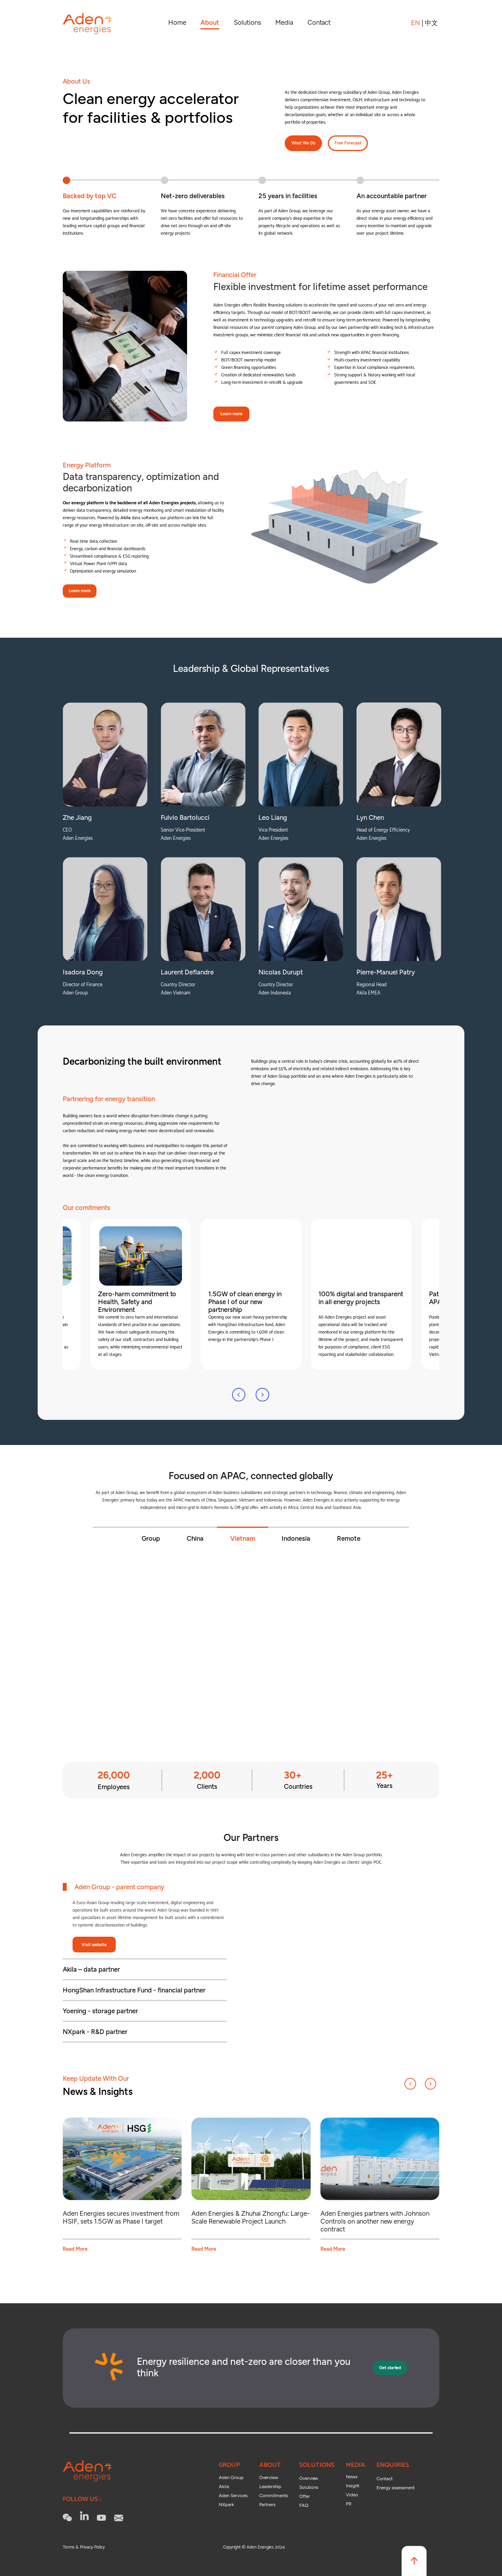 Aden
energies
Home
About
Solutions
Media
Contact
EN | 中文
About Us
Clean energy accelerator
for facilities & portfolios
As the dedicated clean energy subsidiary of Aden Group, Aden Energies
delivers comprehensive investment, O&M, infrastructure and technology to
help organizations achieve their most important energy and
decarbonization goals, whether at an individual site or across a whole
portfolio of properties.
What We Do
Free Forecast
Backed by top VC
Our investment capabilities are reinforced by
new and longstanding partnerships with
leading venture capital groups and financial
institutions.
Net-zero deliverables
We have concrete experience delivering
net-zero facilities and offer full resources to
drive net zero through on and off-site
energy projects
25 years in facilities
As part of Aden Group, we leverage our
parent company's deep expertise in the
property lifecycle and operations as well as
its global network.
An accountable partner
As your energy asset owner, we have a
direct stake in your energy efficiency and
every incentive to maintain and upgrade
over your project lifetime.
Financial Offer
Flexible investment for lifetime asset performance
Aden Energies offers flexible financing solutions to accelerate the speed and success of your net-zero and energy
efficiency targets. Through our model of BOT/BOOT ownership, we can provide clients with full capex investment, as
well as investment in technology upgrades and retrofit to ensure long-term performance. Powered by longstanding
financial resources of our parent company Aden Group, and by our own partnership with leading tech & infrastructure
investment groups, we minimize client financial risk and unlock new opportunities in green financing.
Full capex investment coverage
BOT/BOOT ownership model
Green financing opportunities
Creation of dedicated renewables funds
Long-term investment in retrofit & upgrade
Strength with APAC financial institutions
Multi-country investment capability
Expertise in local compliance requirements
Strong support & history working with local
governments and SOE
Learn more
Energy Platform
Data transparency, optimization and
decarbonization
Our energy platform is the backbone of all Aden Energies projects, allowing us to
deliver data transparency, detailed energy monitoring and smart modulation of facility
energy resources. Powered by Akila data software, our platform can link the full
range of your energy infrastructure: on-site, off-site and across multiple sites.
Real-time data collection
Energy, carbon and financial dashboards
Streamlined compliance & ESG reporting
Virtual Power Plant (VPP) data
Optimization and energy simulation
Learn more
Leadership & Global Representatives
Zhe Jiang
CEO
Aden Energies
Fulvio Bartolucci
Senior Vice-President
Aden Energies
Leo Liang
Vice President
Aden Energies
Lyn Chen
Head of Energy Efficiency
Aden Energies
Isadora Dong
Director of Finance
Aden Group
Laurent Deflandre
Country Director
Aden Vietnam
Nicolas Durupt
Country Director
Aden Indonesia
Pierre-Manuel Patry
Regional Head
Akila EMEA
Decarbonizing the built environment
Buildings play a central role in today's climate crisis, accounting globally for 40% of direct
emissions and 55% of electricity and related indirect emissions. Addressing this is key
driver of Aden Group portfolio and an area where Aden Energies is particularly able to
drive change.
Partnering for energy transition
Building owners face a world where disruption from climate change is putting
unprecedented strain on energy resources, driving aggressive new requirements for
carbon reduction, and making energy market more decentralized and renewable.
We are committed to working with business and municipalities to navigate this period of
transformation. We set out to achieve this in ways that can deliver clean energy at the
largest scale and on the fastest timeline, while also generating strong financial and
corporate benefits for making one of the most important transitions in the
world - the clean energy transition.
Our comitments
Zero-harm commitment to
Health, Safety and
Environment
We commit to zero harm and international
standards of best practice in our operations.
We have robust safeguards ensuring the
safety of our staff, contractors and building
users, while minimizing environmental impact
at all stages.
1.5GW of clean energy in
Phase I of our new
partnership
Opening our new asset-heavy partnership
with HongShan Infrastructure Fund, Aden
Energies is committing to 1.5GW of clean
energy in the partnership's Phase I.
100% digital and transparent
in all energy projects
All Aden Energies project and asset
operational data will be tracked and
monitored in our energy platform for the
lifetime of the project, and made transparent
for purposes of compliance, client ESG
reporting and stakeholder collaboration.
Focused on APAC, connected globally
As part of Aden Group, we benefit from a global ecosystem of Aden business subsidiaries and strategic partners in technology, finance, climate and engineering. Aden
Energies' primary focus today are the APAC markets of China, Singapore, Vietnam and Indonesia. However, Aden Energies is also actively supporting for energy
independence and micro-grid in Aden's Remote & Off-grid offer, with activity in Africa, Central Asia and Southeast Asia.
Group
China
Vietnam
Indonesia
Remote
26,000
Employees
2,000
Clients
30+
Countries
25+
Years
Our Partners
Aden Energies amplifies the impact of our projects by working with best-in-class partners and other subsidiaries in the Aden Group portfolio.
Their expertise and tools are integrated into our project scope while controlling complexity by keeping Aden Energies as clients' single POC.
Aden Group - parent company
A Euro-Asian Group leading large-scale investment, digital engineering and
operations for built assets around the world. Aden Group was founded in 1997
and specializes in asset lifetime management for built assets with a commitment
to systemic decarbonization of buildings.
Visit website
Akila – data partner
HongShan Infrastructure Fund - financial partner
Yoening - storage partner
NXpark - R&D partner
Keep Update With Our
News & Insights
Aden energies | HSG
Aden Energies secures investment from
HSIF, sets 1.5GW as Phase I target
Read More
Aden Energies & Zhuhai Zhongfu: Large-
Scale Renewable Project Launch
Read More
Aden Energies partners with Johnson
Controls on another new energy
contract
Read More
Energy resilience and net-zero are closer than you
think
Get started
Aden
energies
FOLLOW US :
GROUP
Aden Group
Akila
Aden Services
NXpark
ABOUT
Overview
Leadership
Commitments
Partners
SOLUTIONS
Overview
Solutions
Offer
FAQ
MEDIA
News
Insight
Video
PR
ENQUIRIES
Contact
Energy assessment
Terms & Privacy Policy
Copyright © Aden Energies 2024